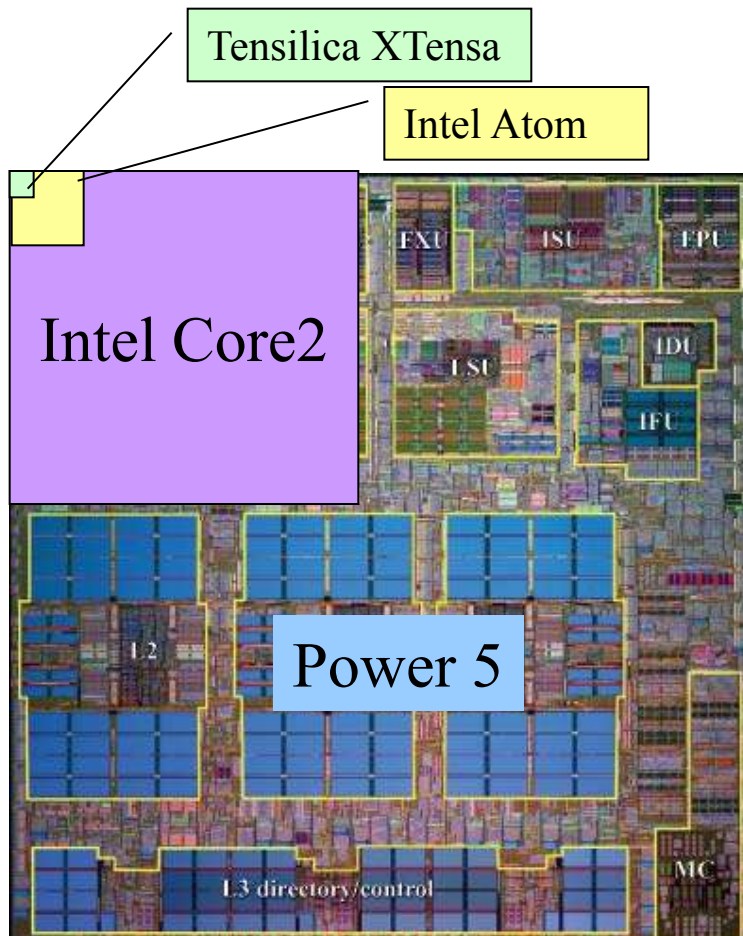 Tensilica XTensa
Intel Atom
FXU
ISU
FPU
Intel Core2
LSU
IDU
IFU
L2
Power 5
MC
L3 directory/control